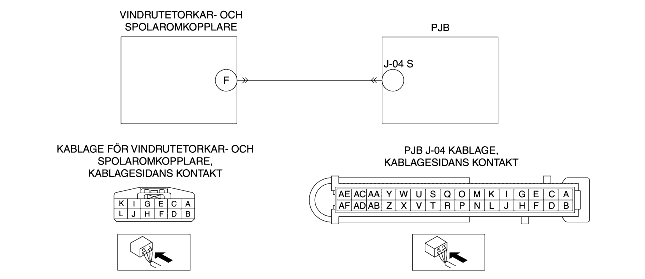 VINDRUTETORKAR- OCH
SPOLAROMKOPPLARE
PJB
J-04 S
F
KABLAGE FÖR VINDRUTETORKAR- OCH
SPOLAROMKOPPLARE,
KABLAGESIDANS KONTAKT
PJB J-04 KABLAGE,
KABLAGESIDANS KONTAKT
K I G E C A
L J H F D B
AE AC AA Y W U S Q O M K I G E C A
AF AD AB Z X V T R P N L J H F D B